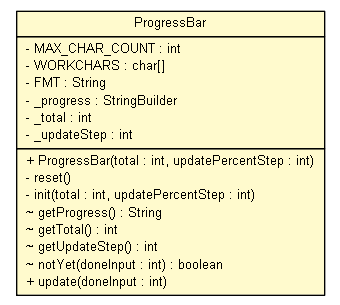 ProgressBar
- MAX_CHAR_COUNT : int
- WORKCHARS : char[]
- FMT : String
- _progress : StringBuilder
- _total : int
- _updateStep : int
+ ProgressBar(total : int, updatePercentStep : int)
- reset()
- init(total : int, updatePercentStep : int)
~ getProgress() : String
~ getTotal() : int
~ getUpdateStep() : int
~ notYet(doneInput : int) : boolean
+ update(doneInput : int)